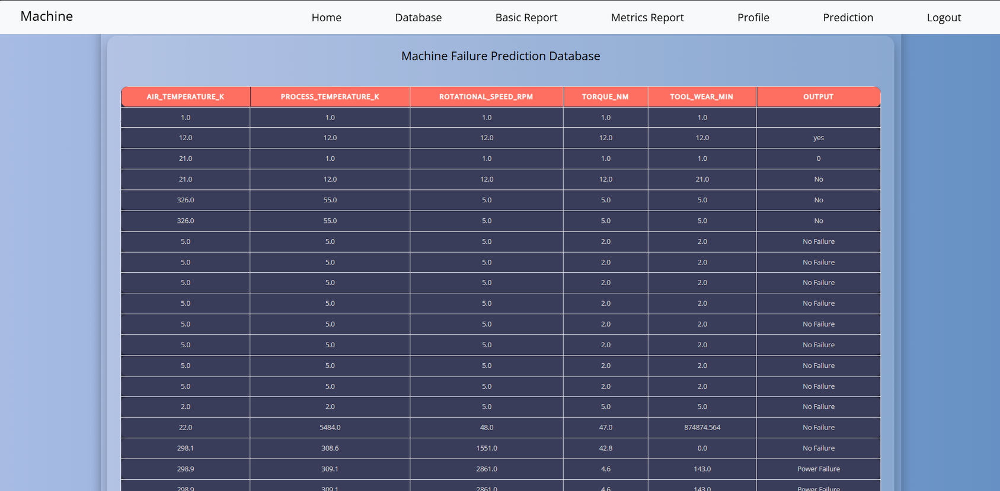 Machine Home Database Basic Report Metrics Report Profile Prediction Logout
Machine Failure Prediction Database
AIR_TEMPERATURE_K PROCESS_TEMPERATURE_K ROTATIONAL_SPEED_RPM TORQUE_NM TOOL_WEAR_MIN OUTPUT
1.0 1.0 1.0 1.0 1.0
12.0 12.0 12.0 12.0 12.0 yes
21.0 1.0 1.0 1.0 1.0 0
21.0 12.0 12.0 12.0 21.0 No
326.0 55.0 5.0 5.0 5.0 No
326.0 55.0 5.0 5.0 5.0 No
5.0 5.0 5.0 2.0 2.0 No Failure
5.0 5.0 5.0 2.0 2.0 No Failure
5.0 5.0 5.0 2.0 2.0 No Failure
5.0 5.0 5.0 2.0 2.0 No Failure
5.0 5.0 5.0 2.0 2.0 No Failure
5.0 5.0 5.0 2.0 2.0 No Failure
5.0 5.0 5.0 2.0 2.0 No Failure
5.0 5.0 5.0 2.0 2.0 No Failure
2.0 2.0 5.0 5.0 5.0 No Failure
22.0 5484.0 48.0 47.0 874874.564 No Failure
298.1 308.6 1551.0 42.8 0.0 No Failure
298.9 309.1 2861.0 4.6 143.0 Power Failure
298.9 309.1 2861.0 4.6 143.0 Power Failure